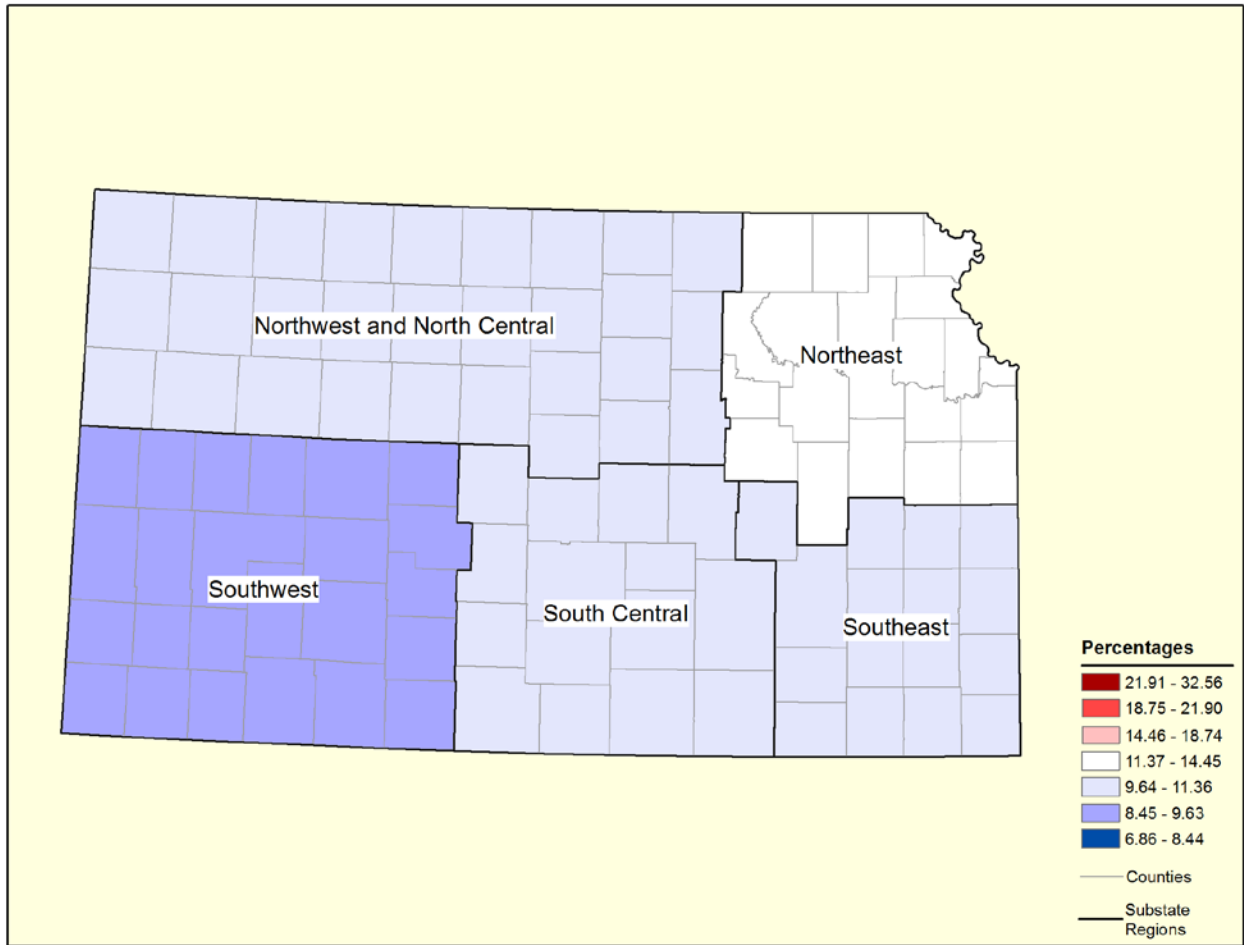 Northwest and North Central
Northeast
Southwest
South Central
Southeast
Percentages
21.91 - 32.56
18.75 - 21.90
14.46 - 18.74
11.37 - 14.45
9.64 - 11.36
8.45 - 9.63
6.86 - 8.44
Counties
Substate
Regions